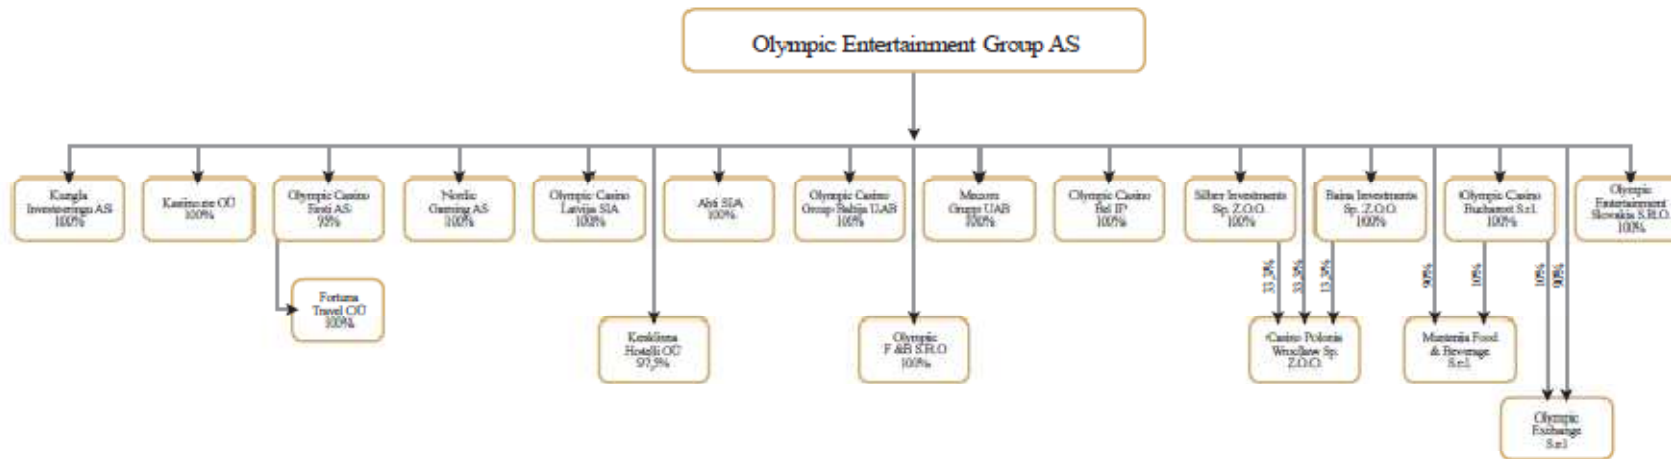 Olympic Entertainment Group AS
Kungla
Investeeringu AS
100%
Kasiino.ee OÜ
100%
Olympic Casino
Eesti AS
95%
Nordic
Gaming AS
100%
Olympic Casino
Latvija SIA
100%
Ahti SIA
100%
Olympic Casino
Group Baltija UAB
100%
Mecom
Grupp UAB
100%
Olympic Casino
Bel IP
100%
Silber Investments
Sp. Z.O.O.
100%
Baina Investments
Sp. Z.O.O.
100%
Olympic Casino
Bucharest S.r.l.
100%
Olympic
Entertainment
Slovakia S.R.O.
100%
33,3%
33,3%
13,3%
90%
10%
10%
90%
Fortuna
Travel OÜ
100%
Kesklinna
Hostelli OÜ
97,5%
Olympic
F &B S.R.O
100%
Casino Polonia
Wroclaw Sp.
Z.O.O.
Muntenia Food
& Beverage
S.r.l.
Olympic
Exchange
S.r.l